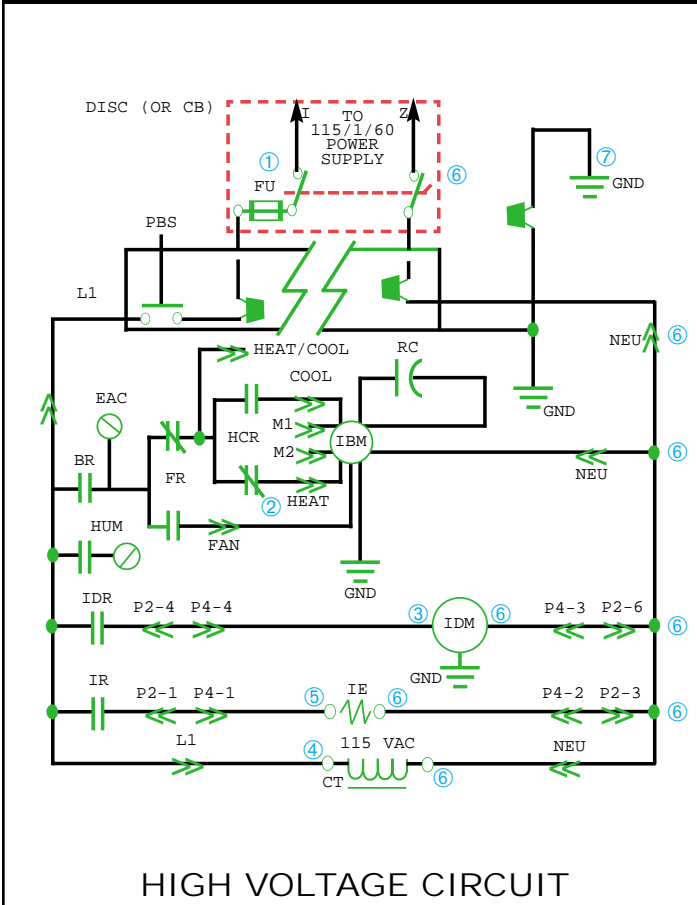 DISC (OR CB)
I
TO
Z
115/1/60
POWER
SUPPLY
①
FU
⑥
⑦
GND
PBS
L1
HEAT/COOL
RC
NEU
⑥
COOL
EAC
GND
M1
HCR
IBM
M2
⑥
BR
FR
NEU
②
HEAT
HUM
FAN
GND
IDR
P2-4
P4-4
③
IDM
⑥
P4-3
P2-6
⑥
GND
IR
P2-1
P4-1
⑤
IE
⑥
P4-2
P2-3
⑥
L1
④
115 VAC
NEU
CT
⑥
HIGH VOLTAGE CIRCUIT